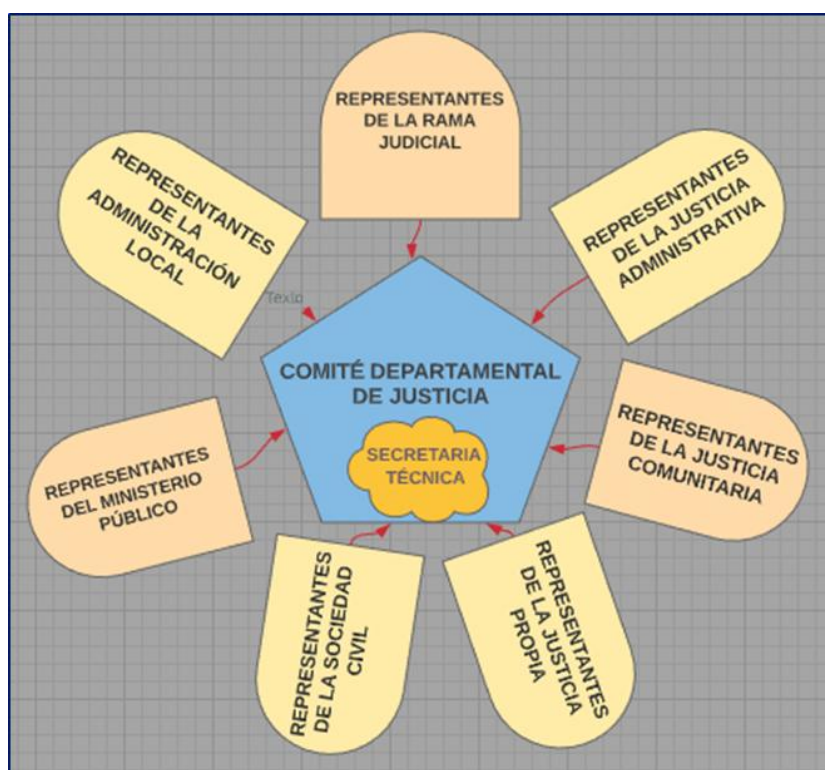 REPRESENTANTES
DE LA RAMA
JUDICIAL
REPRESENTANTES
DE LA
ADMINISTRACIÓN
LOCAL
REPRESENTANTES
DE LA JUSTICIA
ADMINISTRATIVA
Texto
COMITÉ DEPARTAMENTAL
DE JUSTICIA
SECRETARIA
TÉCNICA
REPRESENTANTES
DEL MINISTERIO
PÚBLICO
REPRESENTANTES
DE LA JUSTICIA
COMUNITARIA
REPRESENTANTES
DE LA SOCIEDAD
CIVIL
REPRESENTANTES
DE LA JUSTICIA
PROPIA